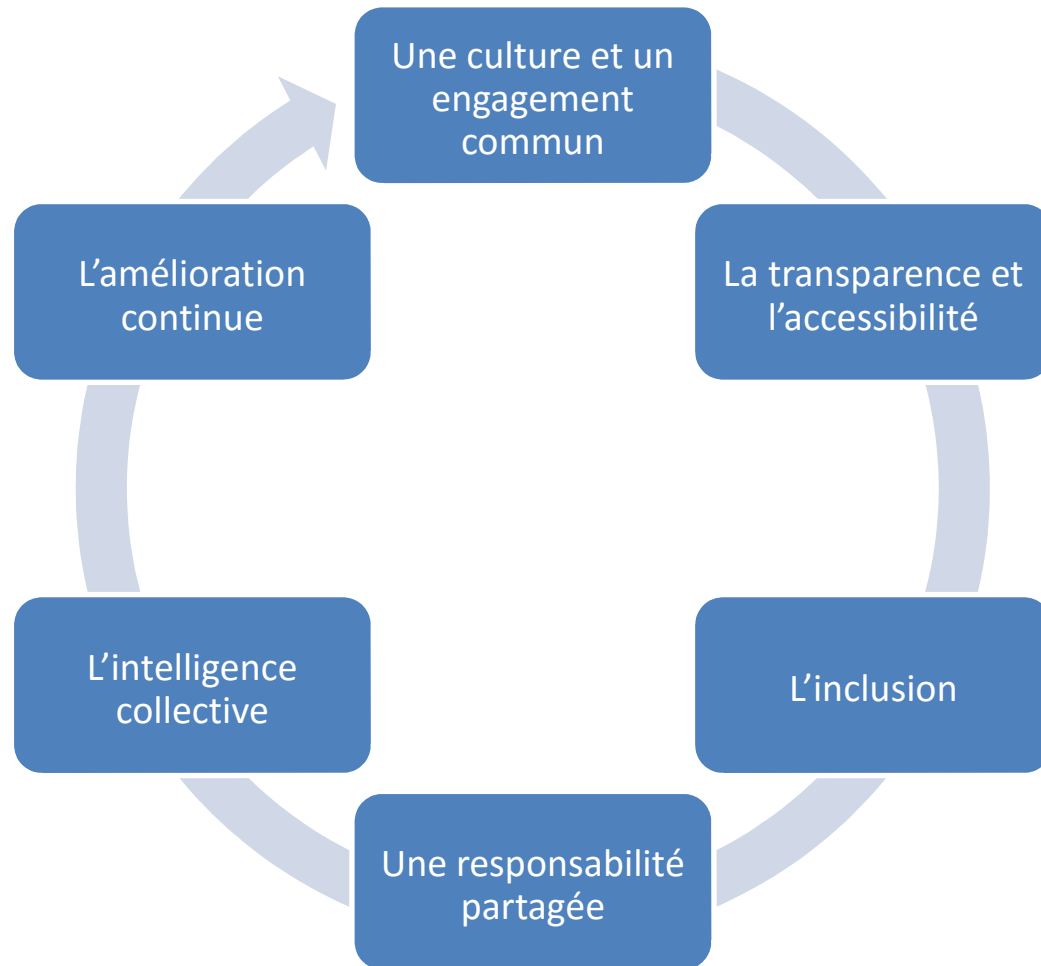 Une culture et un
engagement
commun
La transparence et
l’accessibilité
L’inclusion
Une responsabilité
partagée
L’intelligence
collective
L’amélioration
continue